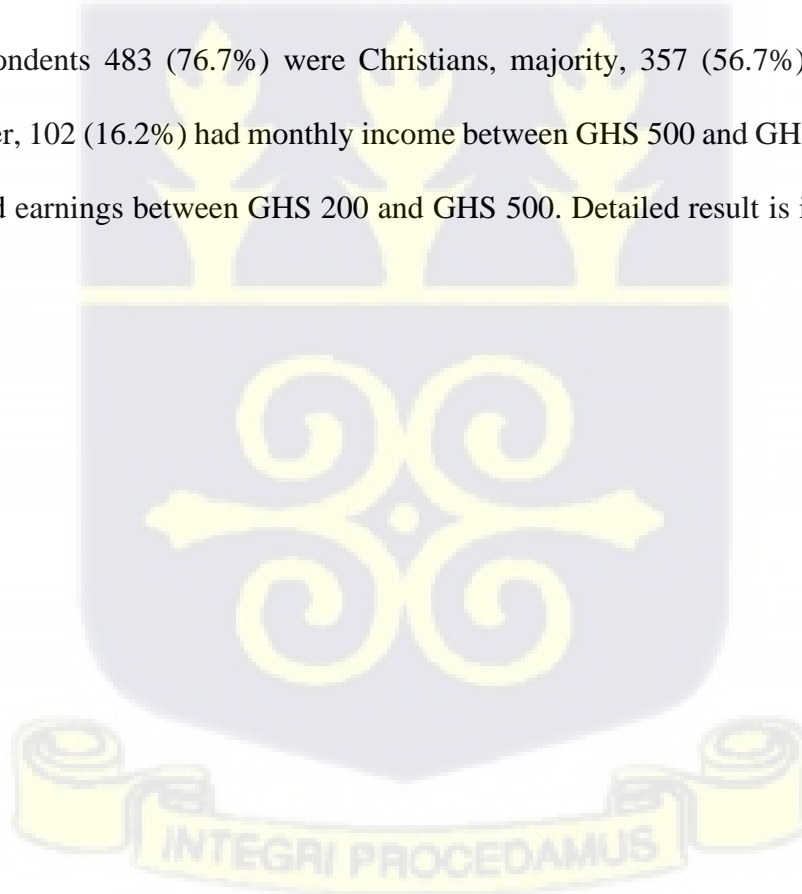 ondents 483 (76.7%) were Christians, majority, 357 (56.7%)
er, 102 (16.2%) had monthly income between GHS 500 and GH
d earnings between GHS 200 and GHS 500. Detailed result is i
INTEGRI PROCEDAMUS